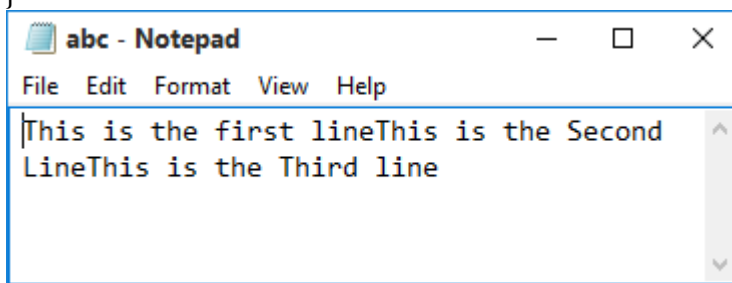 abc - Notepad
File Edit Format View Help
This is the first lineThis is the Second
LineThis is the Third line